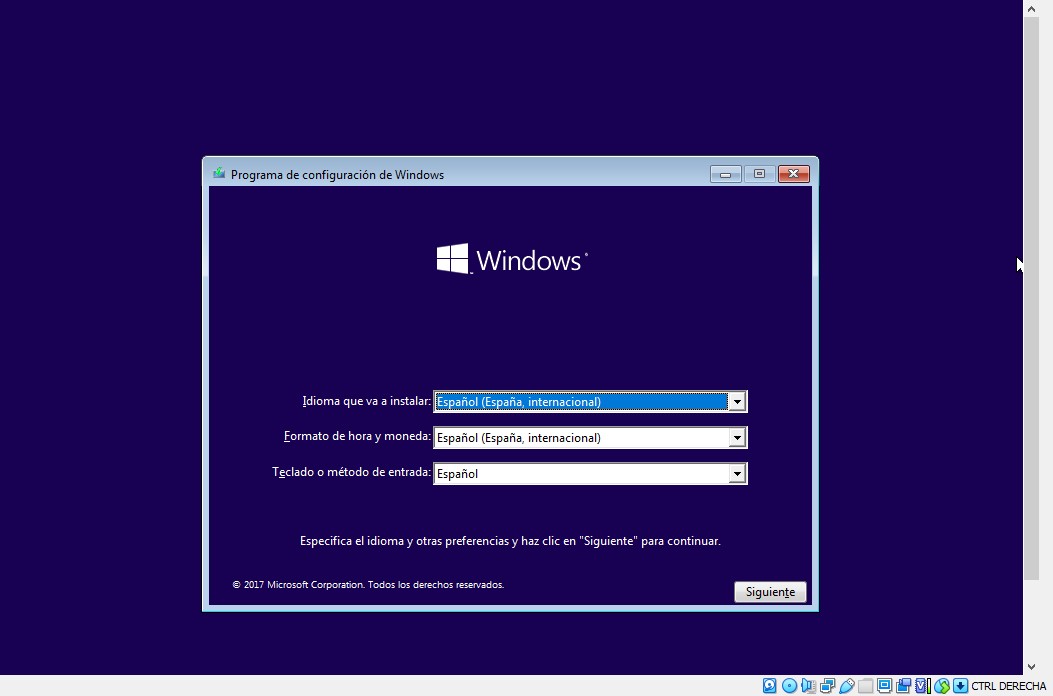 Programa de configuración de Windows
Windows
Idioma que va a instalar: Español (España, internacional)
Formato de hora y moneda: Español (España, internacional)
Teclado o método de entrada: Español
Especifica el idioma y otras preferencias y haz clic en "Siguiente" para continuar.
© 2017 Microsoft Corporation. Todos los derechos reservados.
Siguiente
CTRL DERECHA